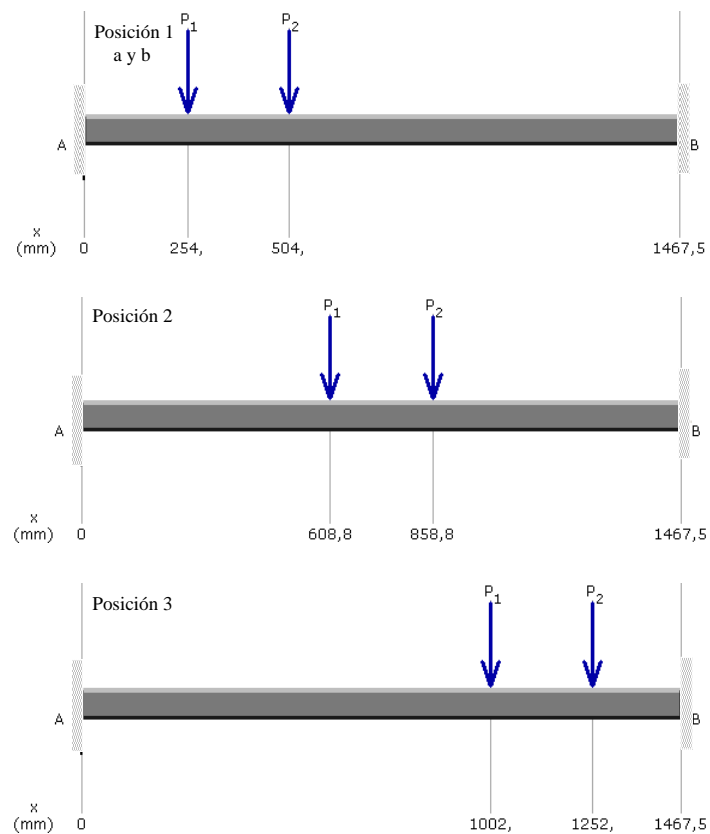 Posición 1
a y b
P1
P2
A
B
x
(mm)
0
254,
504,
1467,5
Posición 2
P1
P2
A
B
x
(mm)
0
608,8
858,8
1467,5
Posición 3
P1
P2
A
B
x
(mm)
0
1002,
1252,
1467,5